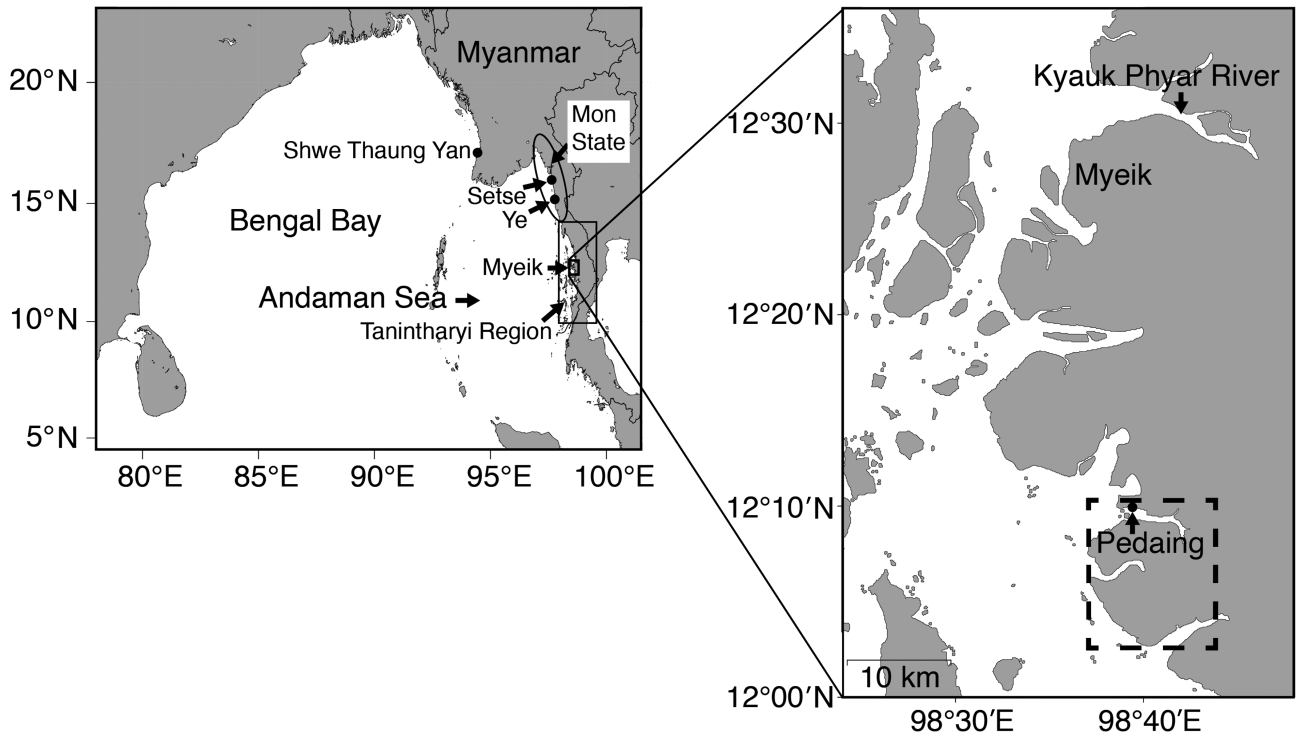 20°N
15°N
10°N
5°N
80°E
85°E
90°E
95°E
100°E
Myanmar
Mon
State
Shwe Thaung Yan
Setse
Ye
Bengal Bay
Myeik
Andaman Sea
Tanintharyi Region
12°30′N
12°20′N
12°10′N
12°00′N
98°30′E
98°40′E
Kyauk Phyar River
Myeik
Pedaing
10 km